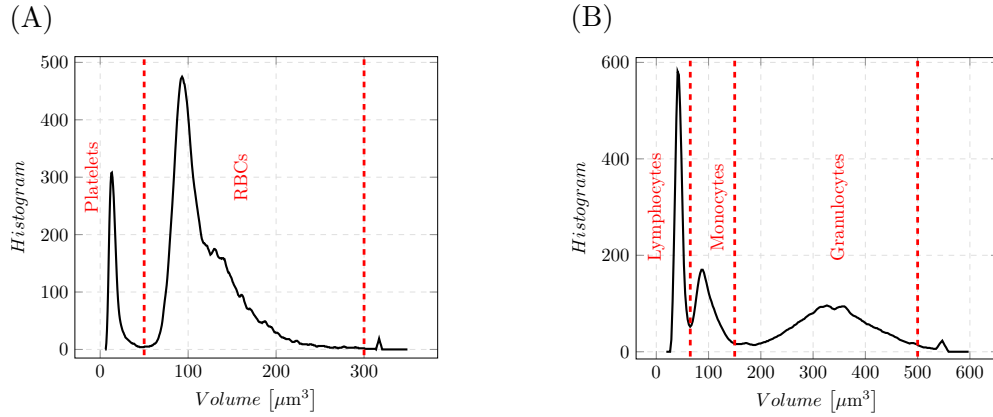 (A)
500
400
300
200
100
0
Histogram
Platelets
RBCs
0
100
200
300
Volume [μm³]
(B)
600
400
200
0
Histogram
Lymphocytes
Monocytes
Granulocytes
0
100
200
300
400
500
600
Volume [μm³]